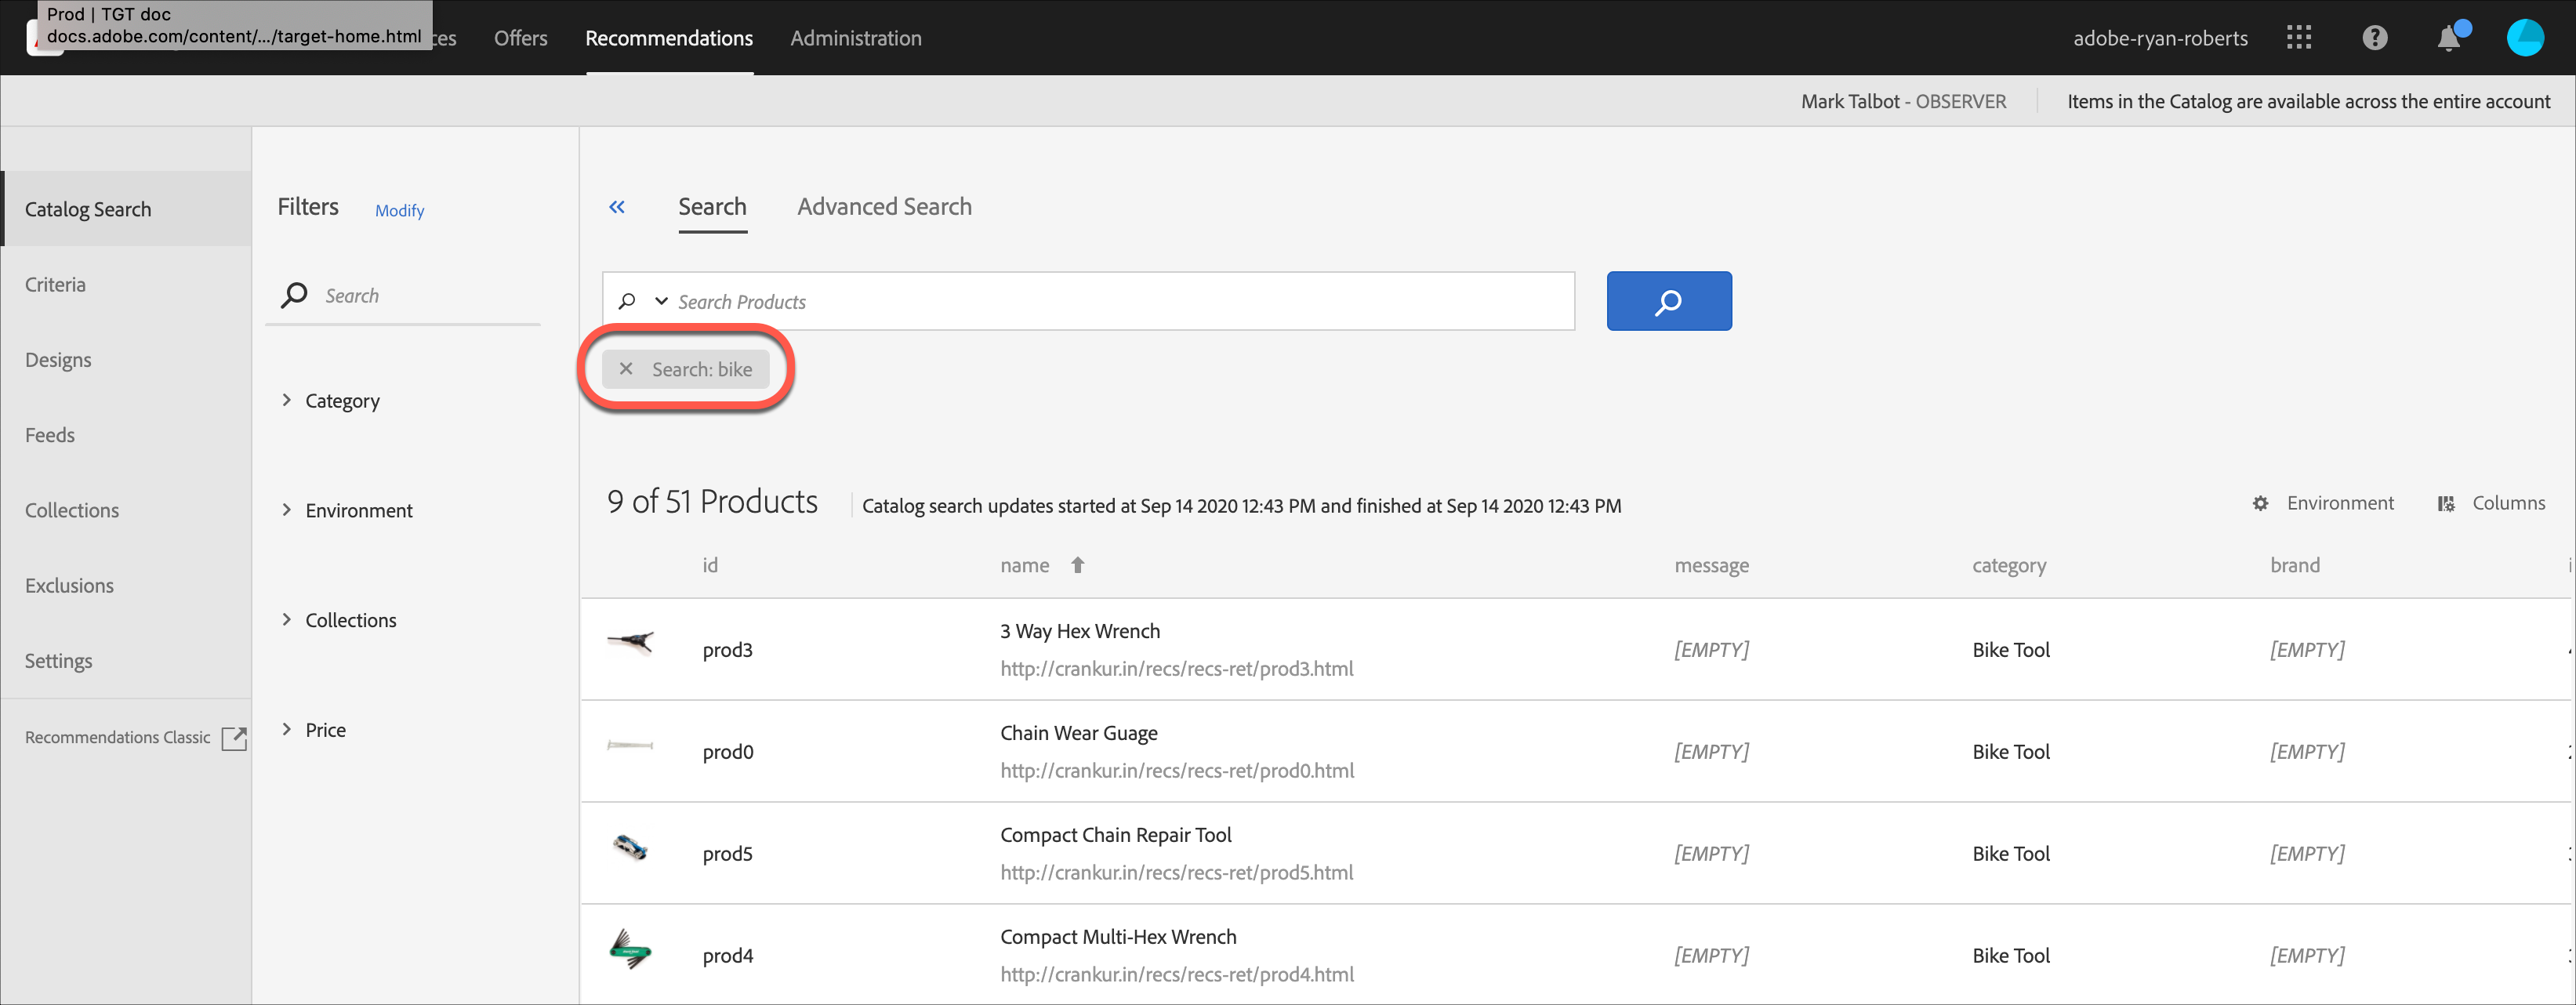 Prod | TGT doc
docs.adobe.com/content/.../target-home.html
Offers
Recommendations
Administration
adobe-ryan-roberts
Mark Talbot - OBSERVER
Items in the Catalog are available across the entire account
Catalog Search
Criteria
Designs
Feeds
Collections
Exclusions
Settings
Recommendations Classic
Filters
Modify
Search
Category
Environment
Collections
Price
Search
Advanced Search
Search Products
Search: bike
9 of 51 Products
Catalog search updates started at Sep 14 2020 12:43 PM and finished at Sep 14 2020 12:43 PM
Environment
Columns
id name message category brand
3 Way Hex Wrench
prod3 [EMPTY] Bike Tool [EMPTY]
http://crankur.in/recs/recs-ret/prod3.html
Chain Wear Guage
prod0 [EMPTY] Bike Tool [EMPTY]
http://crankur.in/recs/recs-ret/prod0.html
Compact Chain Repair Tool
prod5 [EMPTY] Bike Tool [EMPTY]
http://crankur.in/recs/recs-ret/prod5.html
Compact Multi-Hex Wrench
prod4 [EMPTY] Bike Tool [EMPTY]
http://crankur.in/recs/recs-ret/prod4.html